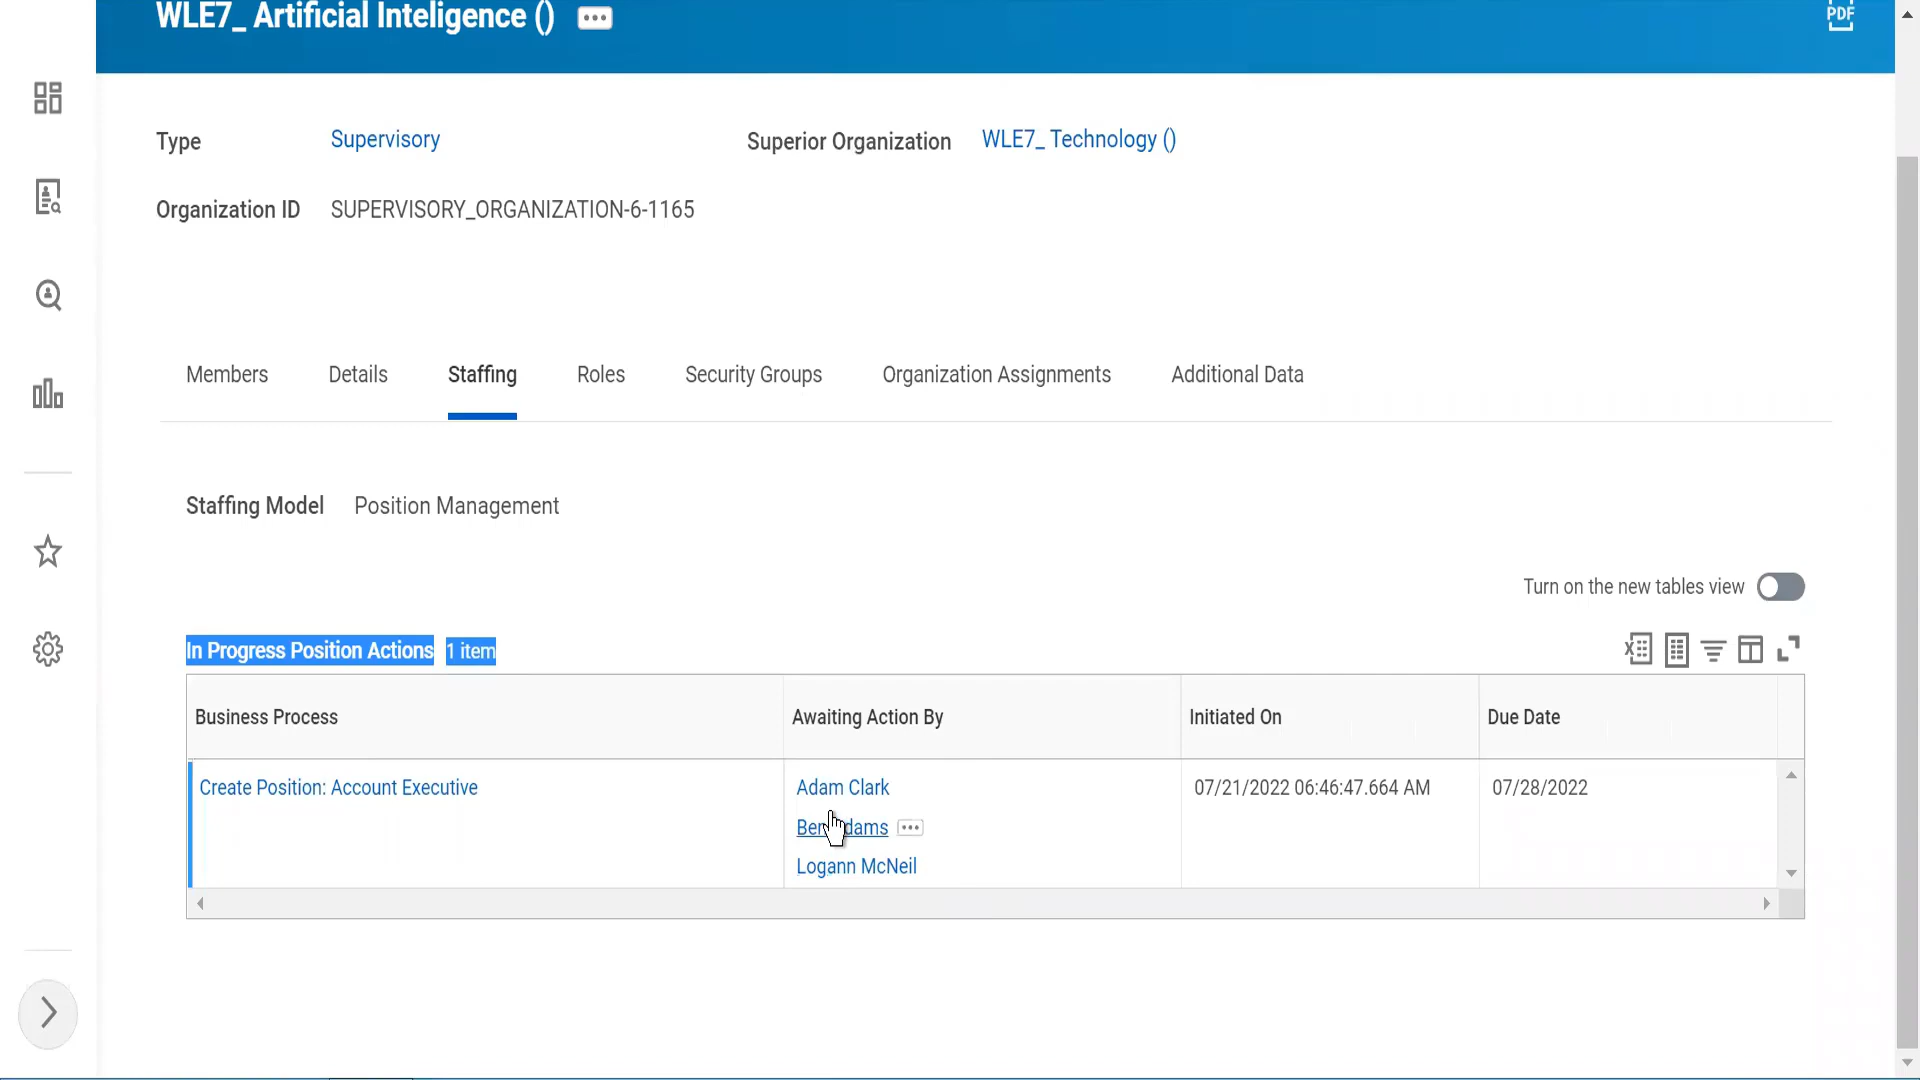 WLE7_ Artificial Inteligence ()
PDF
Type Supervisory Superior Organization WLE7_ Technology ()
Organization ID SUPERVISORY_ORGANIZATION-6-1165
Members Details Staffing Roles Security Groups Organization Assignments Additional Data
Staffing Model Position Management
Turn on the new tables view
In Progress Position Actions 1 item
Business Process Awaiting Action By Initiated On Due Date
Create Position: Account Executive Adam Clark 07/21/2022 06:46:47.664 AM 07/28/2022
Logann McNeil